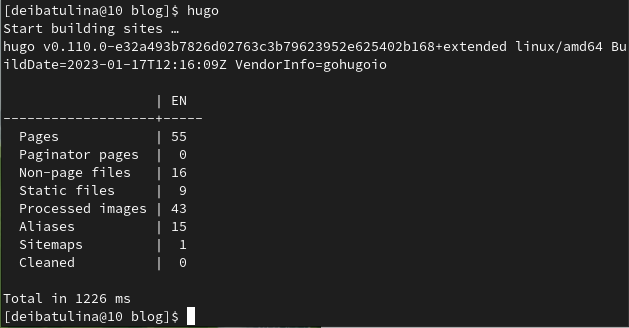 [deibatulina@10 blog]$ hugo
Start building sites …
hugo v0.110.0-e32a493b7826d02763c3b79623952e625402b168+extended linux/amd64 Bu
ildDate=2023-01-17T12:16:09Z VendorInfo=gohugoio
                   | EN
-------------------+-----
  Pages            | 55
  Paginator pages  |  0
  Non-page files   | 16
  Static files     |  9
  Processed images | 43
  Aliases          | 15
  Sitemaps         |  1
  Cleaned          |  0
Total in 1226 ms
[deibatulina@10 blog]$